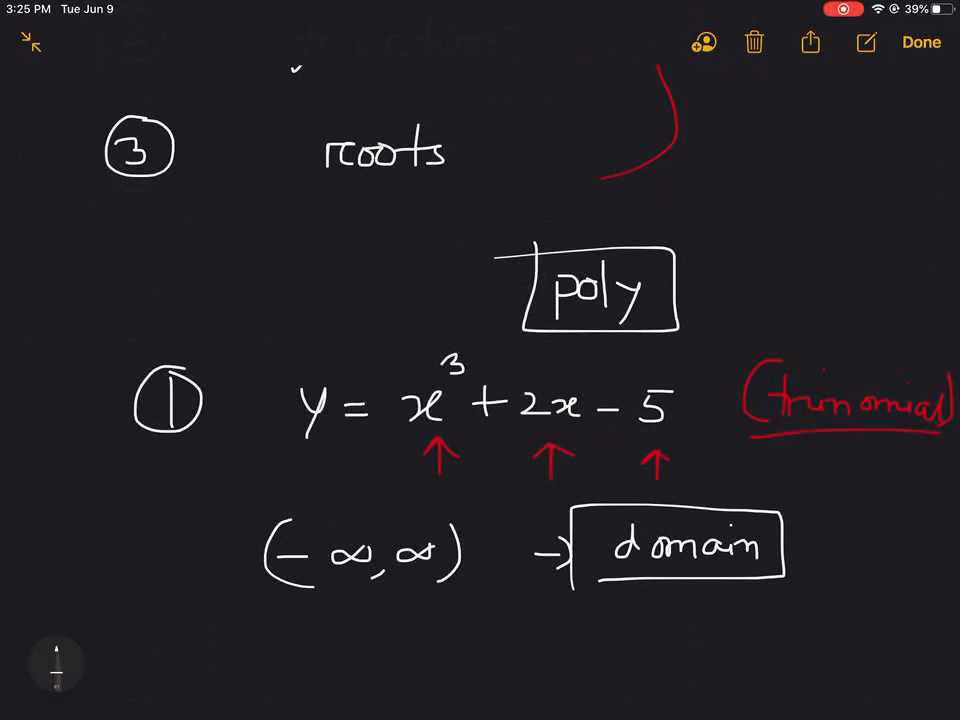 3:25 PM Tue Jun 9
39%
Done
3 roots
poly
1 y = x³ + 2x - 5 (trinomial)
(- ∞, ∞) → domain